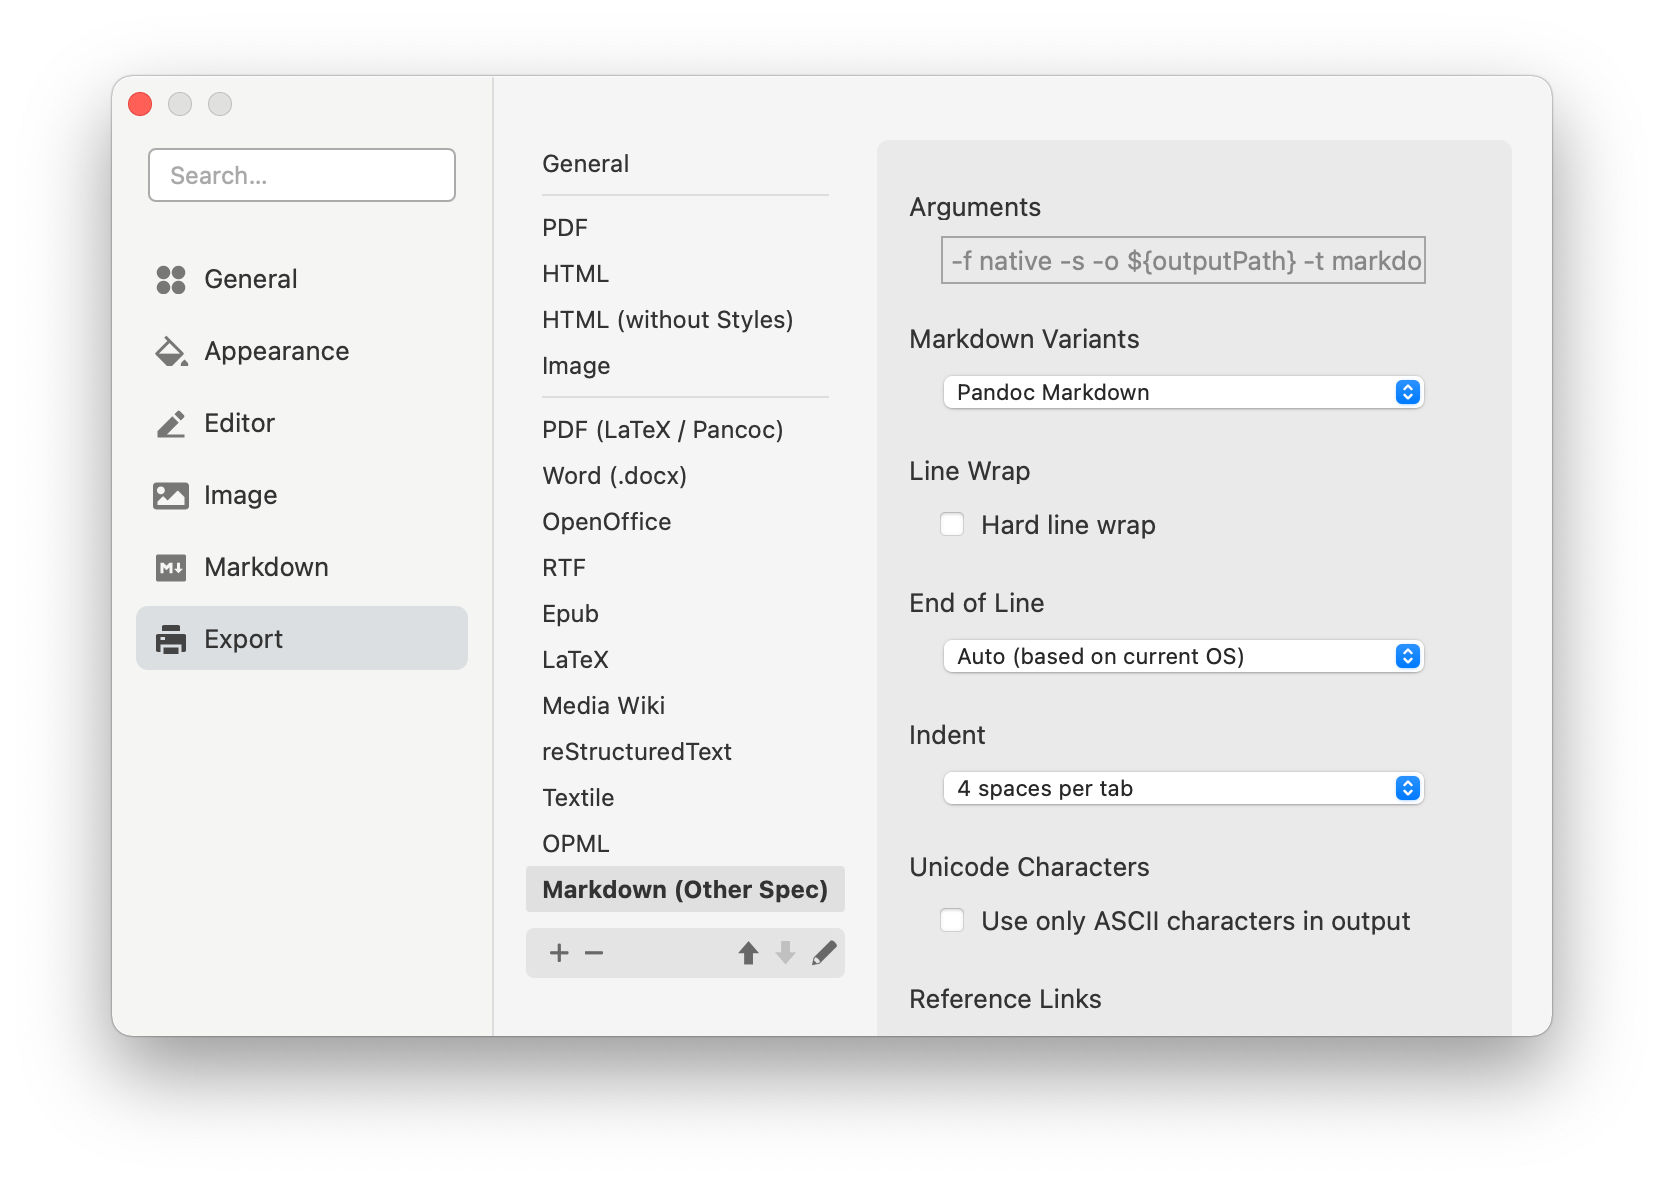 Search...
General
Appearance
Editor
Image
Markdown
Export
General
PDF
HTML
HTML (without Styles)
Image
PDF (LaTeX / Pancoc)
Word (.docx)
OpenOffice
RTF
Epub
LaTeX
Media Wiki
reStructuredText
Textile
OPML
Markdown (Other Spec)
Arguments
-f native -s -o ${outputPath} -t markdo
Markdown Variants
Pandoc Markdown
Line Wrap
Hard line wrap
End of Line
Auto (based on current OS)
Indent
4 spaces per tab
Unicode Characters
Use only ASCII characters in output
Reference Links